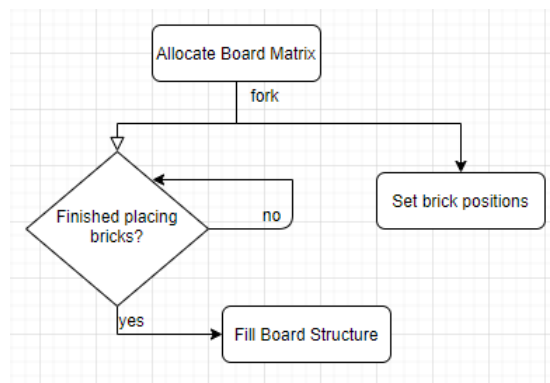 Allocate Board Matrix
fork
Finished placing
bricks?
no
Set brick positions
yes
Fill Board Structure